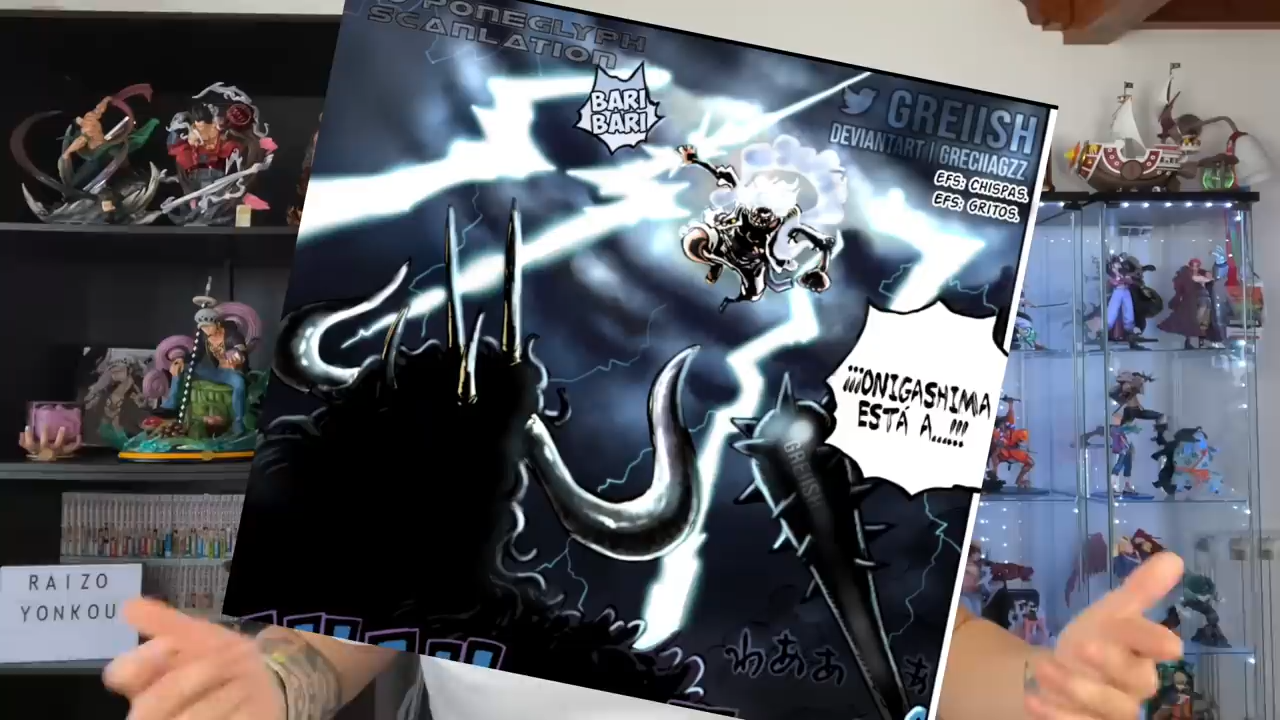 PONEGLYPH
SCANLATION
BARI
BARI
GREIISH
DEVIANTART | GRECIIAGZZ
EFS: CHISPAS.
EFS: GRITOS.
¡¡¡ONIGASHIMA
ESTÁ A...!!!
GREIISH
わあああ
RAIZO
YONKOU